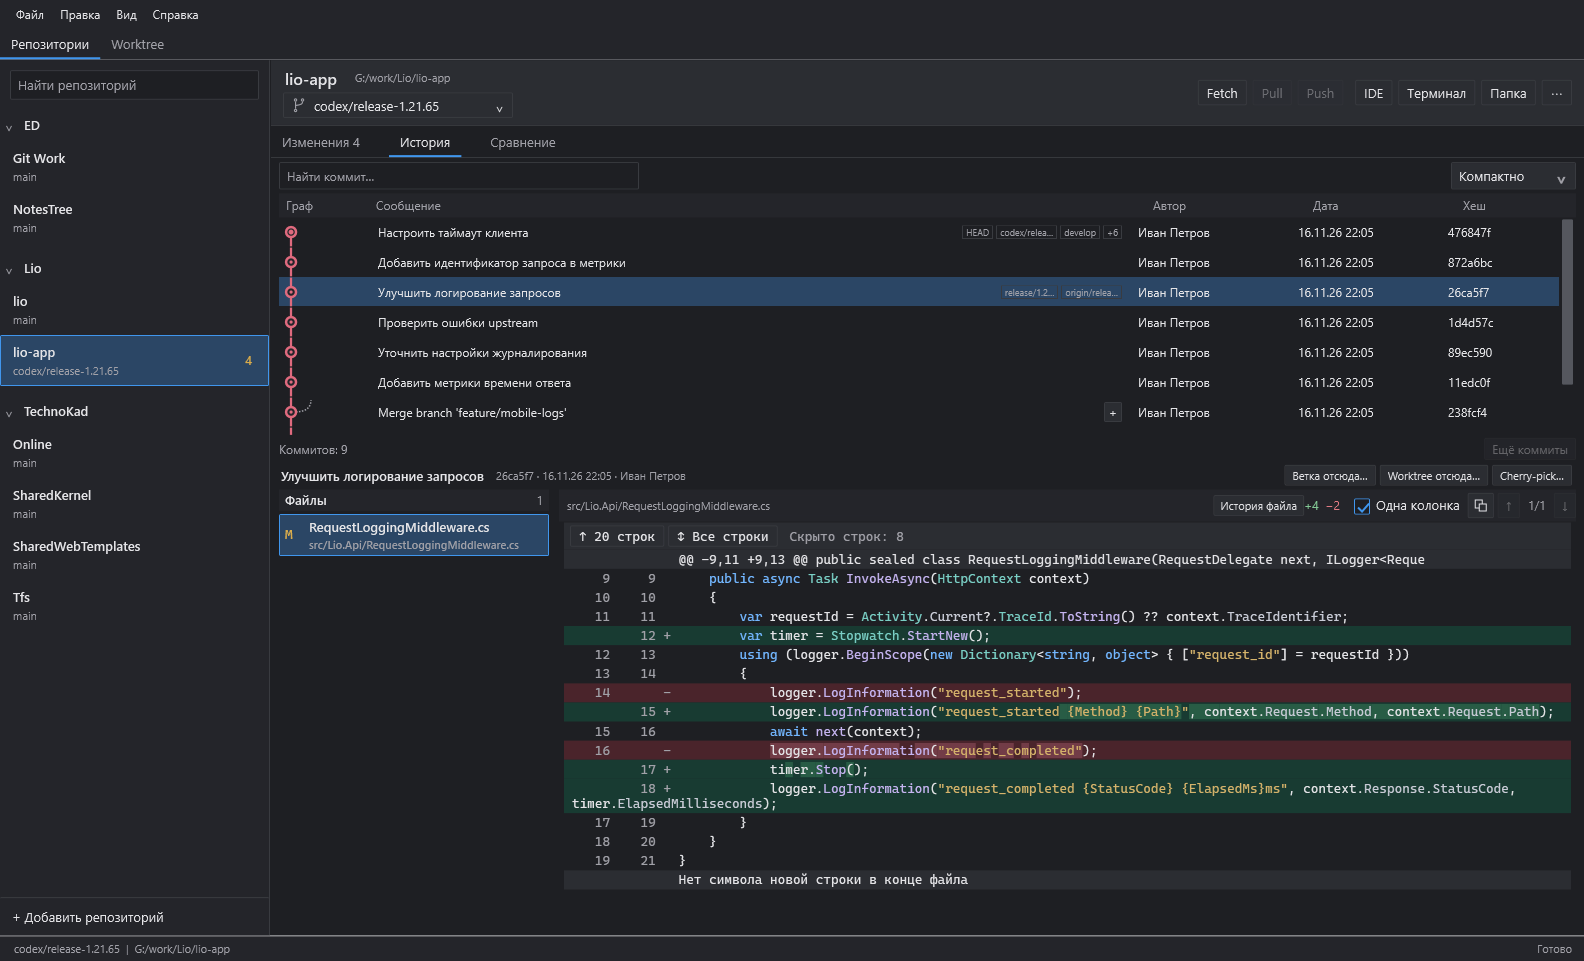 Файл Правка Вид Справка
Репозитории Worktree
Найти репозиторий
ED
Git Work
main
NotesTree
main
Lio
lio
main
lio-app 4
codex/release-1.21.65
TechnoKad
Online
main
SharedKernel
main
SharedWebTemplates
main
Tfs
main
+ Добавить репозиторий
lio-app G:/work/Lio/lio-app
codex/release-1.21.65
Fetch Pull Push IDE Терминал Папка ...
Изменения 4 История Сравнение
Найти коммит...
Компактно
Граф Сообщение Автор Дата Хеш
Настроить таймаут клиента HEAD codex/relea... develop +6 Иван Петров 16.11.26 22:05 476847f
Добавить идентификатор запроса в метрики Иван Петров 16.11.26 22:05 872a6bc
Улучшить логирование запросов release/1.2... origin/relea... Иван Петров 16.11.26 22:05 26ca5f7
Проверить ошибки upstream Иван Петров 16.11.26 22:05 1d4d57c
Уточнить настройки журналирования Иван Петров 16.11.26 22:05 89ec590
Добавить метрики времени ответа Иван Петров 16.11.26 22:05 11edc0f
Merge branch 'feature/mobile-logs' + Иван Петров 16.11.26 22:05 238fcf4
Коммитов: 9 Ещё коммиты
Улучшить логирование запросов 26ca5f7 · 16.11.26 22:05 · Иван Петров Ветка отсюда... Worktree отсюда... Cherry-pick...
Файлы 1
M RequestLoggingMiddleware.cs
src/Lio.Api/RequestLoggingMiddleware.cs
src/Lio.Api/RequestLoggingMiddleware.cs История файла +4 −2 Одна колонка ↑ 1/1 ↓
↑ 20 строк ↕ Все строки Скрыто строк: 8
@@ −9,11 +9,13 @@ public sealed class RequestLoggingMiddleware(RequestDelegate next, ILogger<Reque
9 9 public async Task InvokeAsync(HttpContext context)
10 10 {
11 11 var requestId = Activity.Current?.TraceId.ToString() ?? context.TraceIdentifier;
12 + var timer = Stopwatch.StartNew();
12 13 using (logger.BeginScope(new Dictionary<string, object> { ["request_id"] = requestId }))
13 14 {
14 − logger.LogInformation("request_started");
15 + logger.LogInformation("request_started {Method} {Path}", context.Request.Method, context.Request.Path);
15 16 await next(context);
16 − logger.LogInformation("request_completed");
17 + timer.Stop();
18 + logger.LogInformation("request_completed {StatusCode} {ElapsedMs}ms", context.Response.StatusCode,
timer.ElapsedMilliseconds);
17 19 }
18 20 }
19 21 }
Нет символа новой строки в конце файла
codex/release-1.21.65 | G:/work/Lio/lio-app Готово